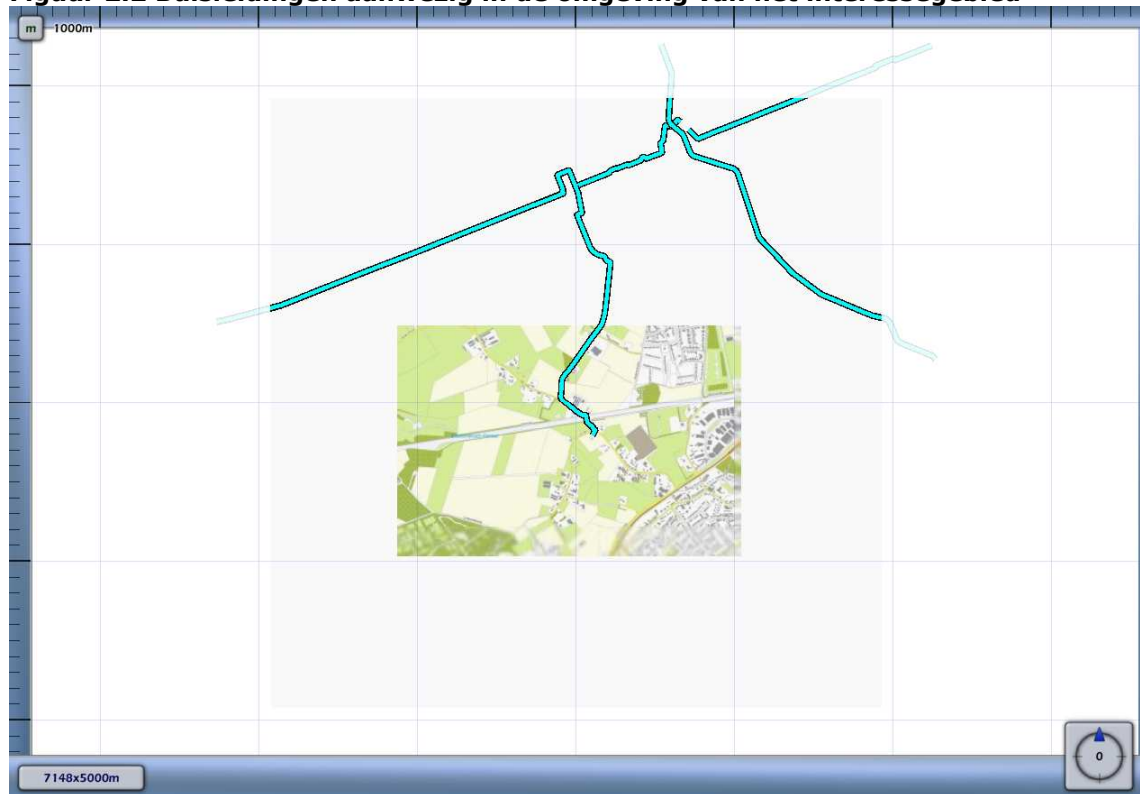 Figuur 2.2 Buisleidingen aanwezig in de omgeving van het interessegebied
m
1000m
7148x5000m
0